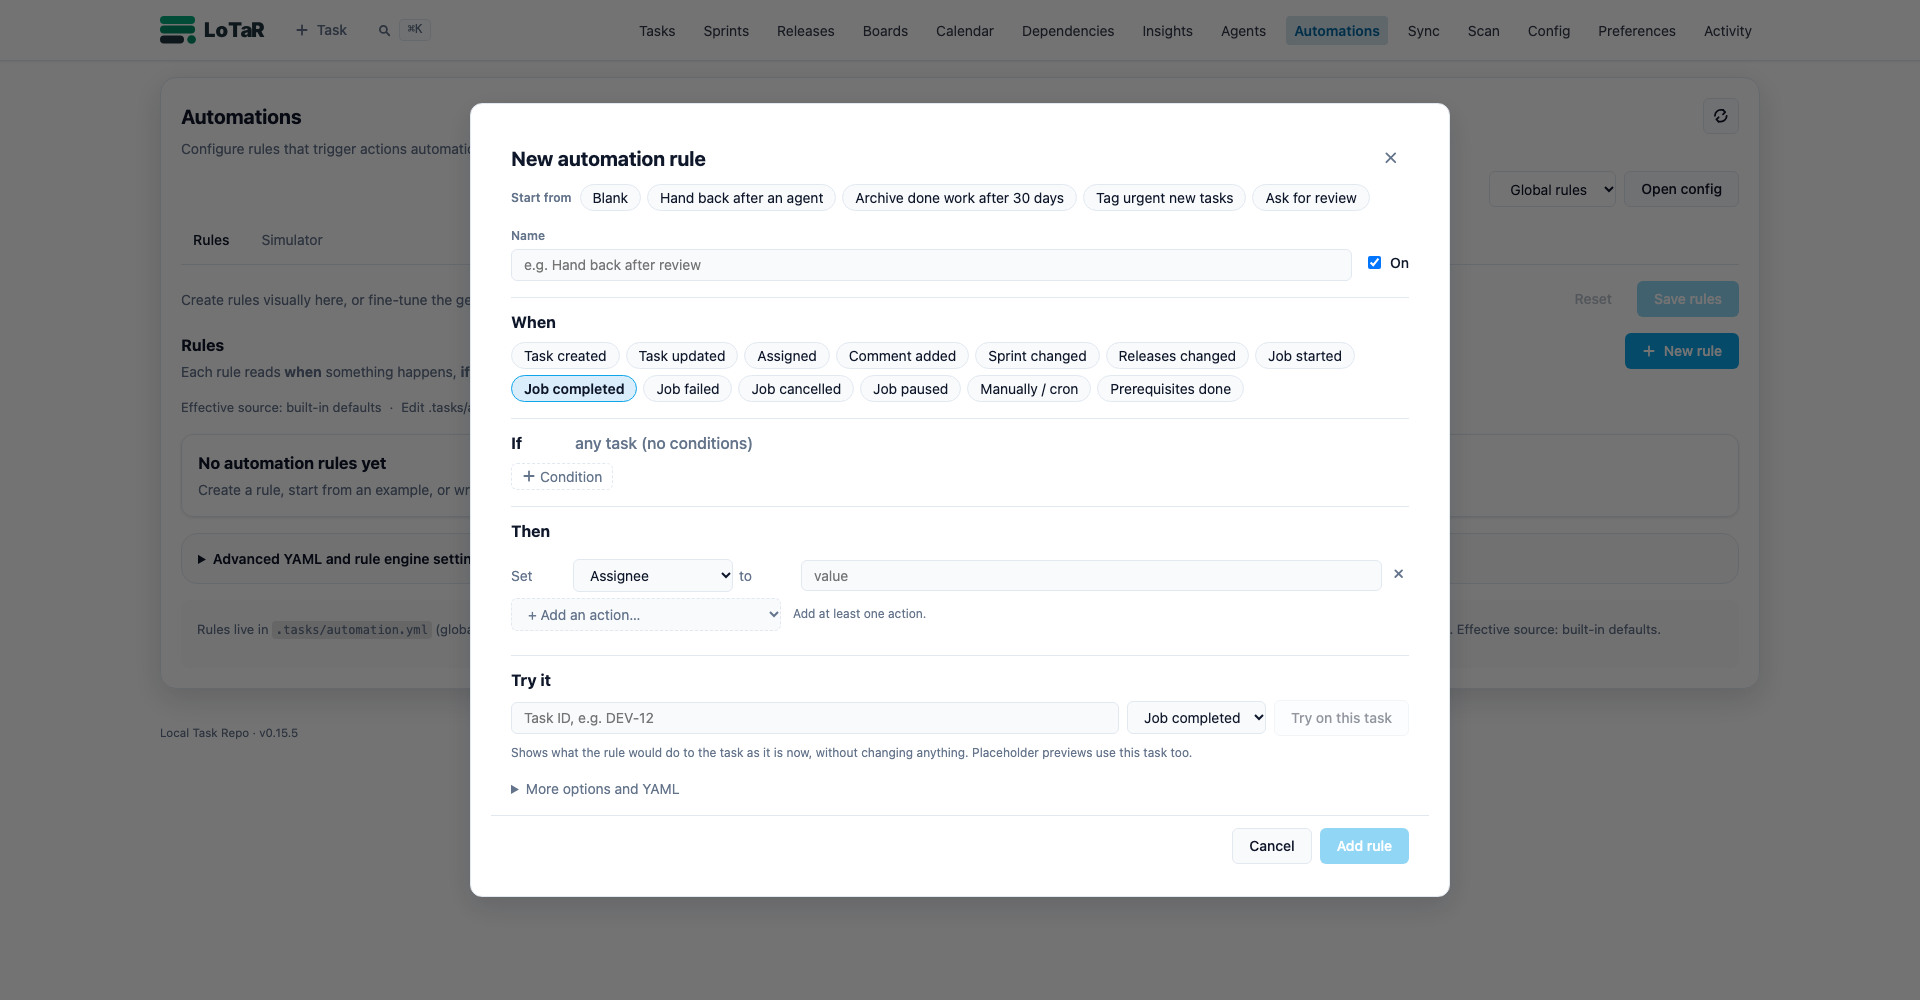 LoTaR
+ Task
⌘K
Tasks Sprints Releases Boards Calendar Dependencies Insights Agents Automations Sync Scan Config Preferences Activity
Automations
Configure rules that trigger actions
Global rules
Open config
Rules Simulator
Create rules visually here, or fine-tune the
Reset
Save rules
Rules
+ New rule
Each rule reads when something happens, if
Effective source: built-in defaults · Edit
No automation rules yet
Create a rule, start from an example, or
Advanced YAML and rule engine
Rules live in .tasks/automation.yml
. Effective source: built-in defaults.
Local Task Repo · v0.15.5
New automation rule
Start from Blank Hand back after an agent Archive done work after 30 days Tag urgent new tasks Ask for review
Name
e.g. Hand back after review
On
When
Task created Task updated Assigned Comment added Sprint changed Releases changed Job started
Job completed Job failed Job cancelled Job paused Manually / cron Prerequisites done
If any task (no conditions)
+ Condition
Then
Set Assignee to value
+ Add an action... Add at least one action.
Try it
Task ID, e.g. DEV-12 Job completed Try on this task
Shows what the rule would do to the task as it is now, without changing anything. Placeholder previews use this task too.
More options and YAML
Cancel Add rule